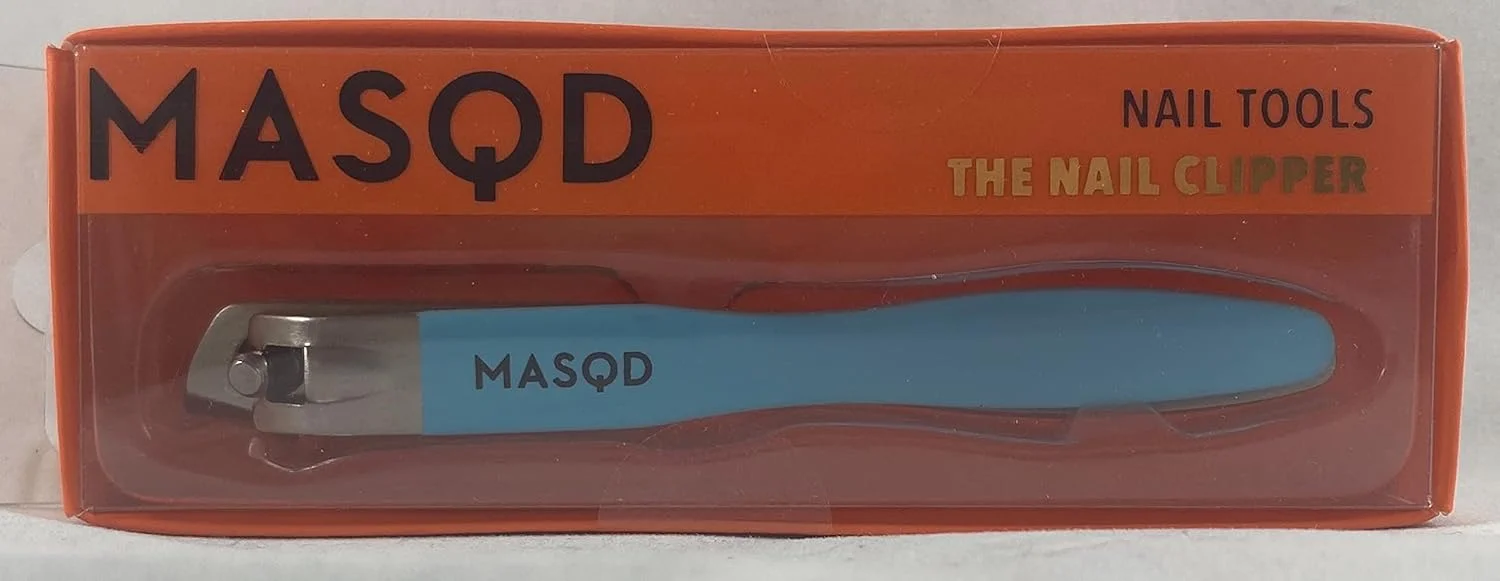 MASQD
NAIL TOOLS
THE NAIL CLIPPER
MASQD